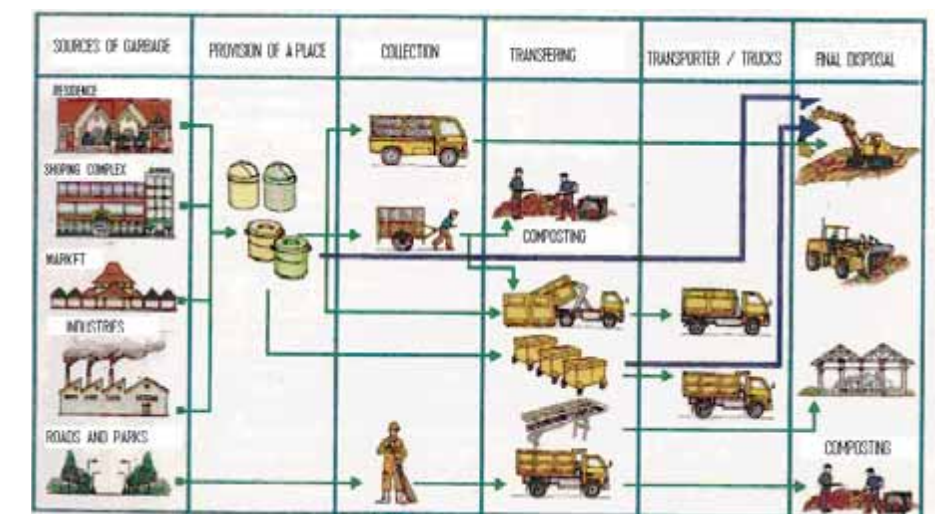 SOURCES OF GARBAGE
PROVISION OF A PLACE
COLLECTION
TRANSFERING
TRANSPORTER / TRUCKS
FINAL DISPOSAL
RESIDENCE
SHOPING COMPLEX
MARKET
INDUSTRIES
ROADS AND PARKS
COMPOSTING
COMPOSTING